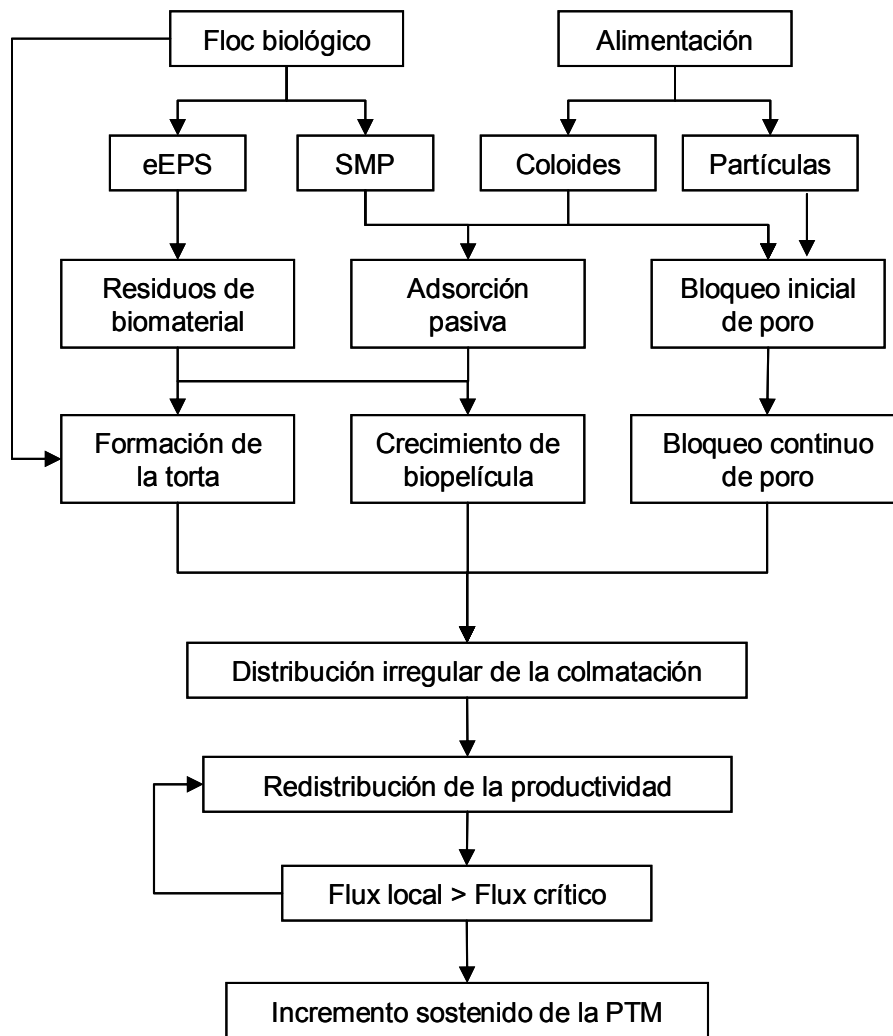 Floc biológico
Alimentación
eEPS
SMP
Coloides
Partículas
Residuos de
biomaterial
Adsorción
pasiva
Bloqueo inicial
de poro
Formación de
la torta
Crecimiento de
biopelícula
Bloqueo continuo
de poro
Distribución irregular de la colmatación
Redistribución de la productividad
Flux local > Flux crítico
Incremento sostenido de la PTM